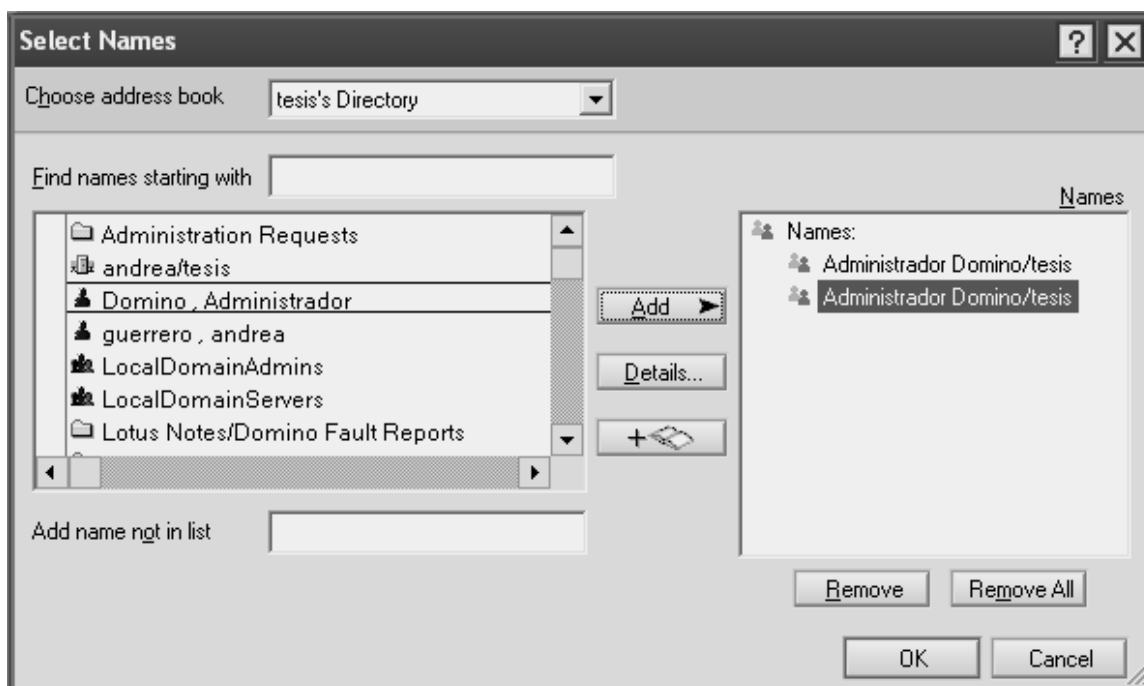 Select Names
Choose address book
tesis's Directory
Find names starting with
Names
Administration Requests
andrea/tesis
Domino , Administrador
guerrero , andrea
LocalDomainAdmins
LocalDomainServers
Lotus Notes/Domino Fault Reports
Add
Details...
+
Names:
Administrador Domino/tesis
Administrador Domino/tesis
Add name not in list
Remove
Remove All
OK
Cancel